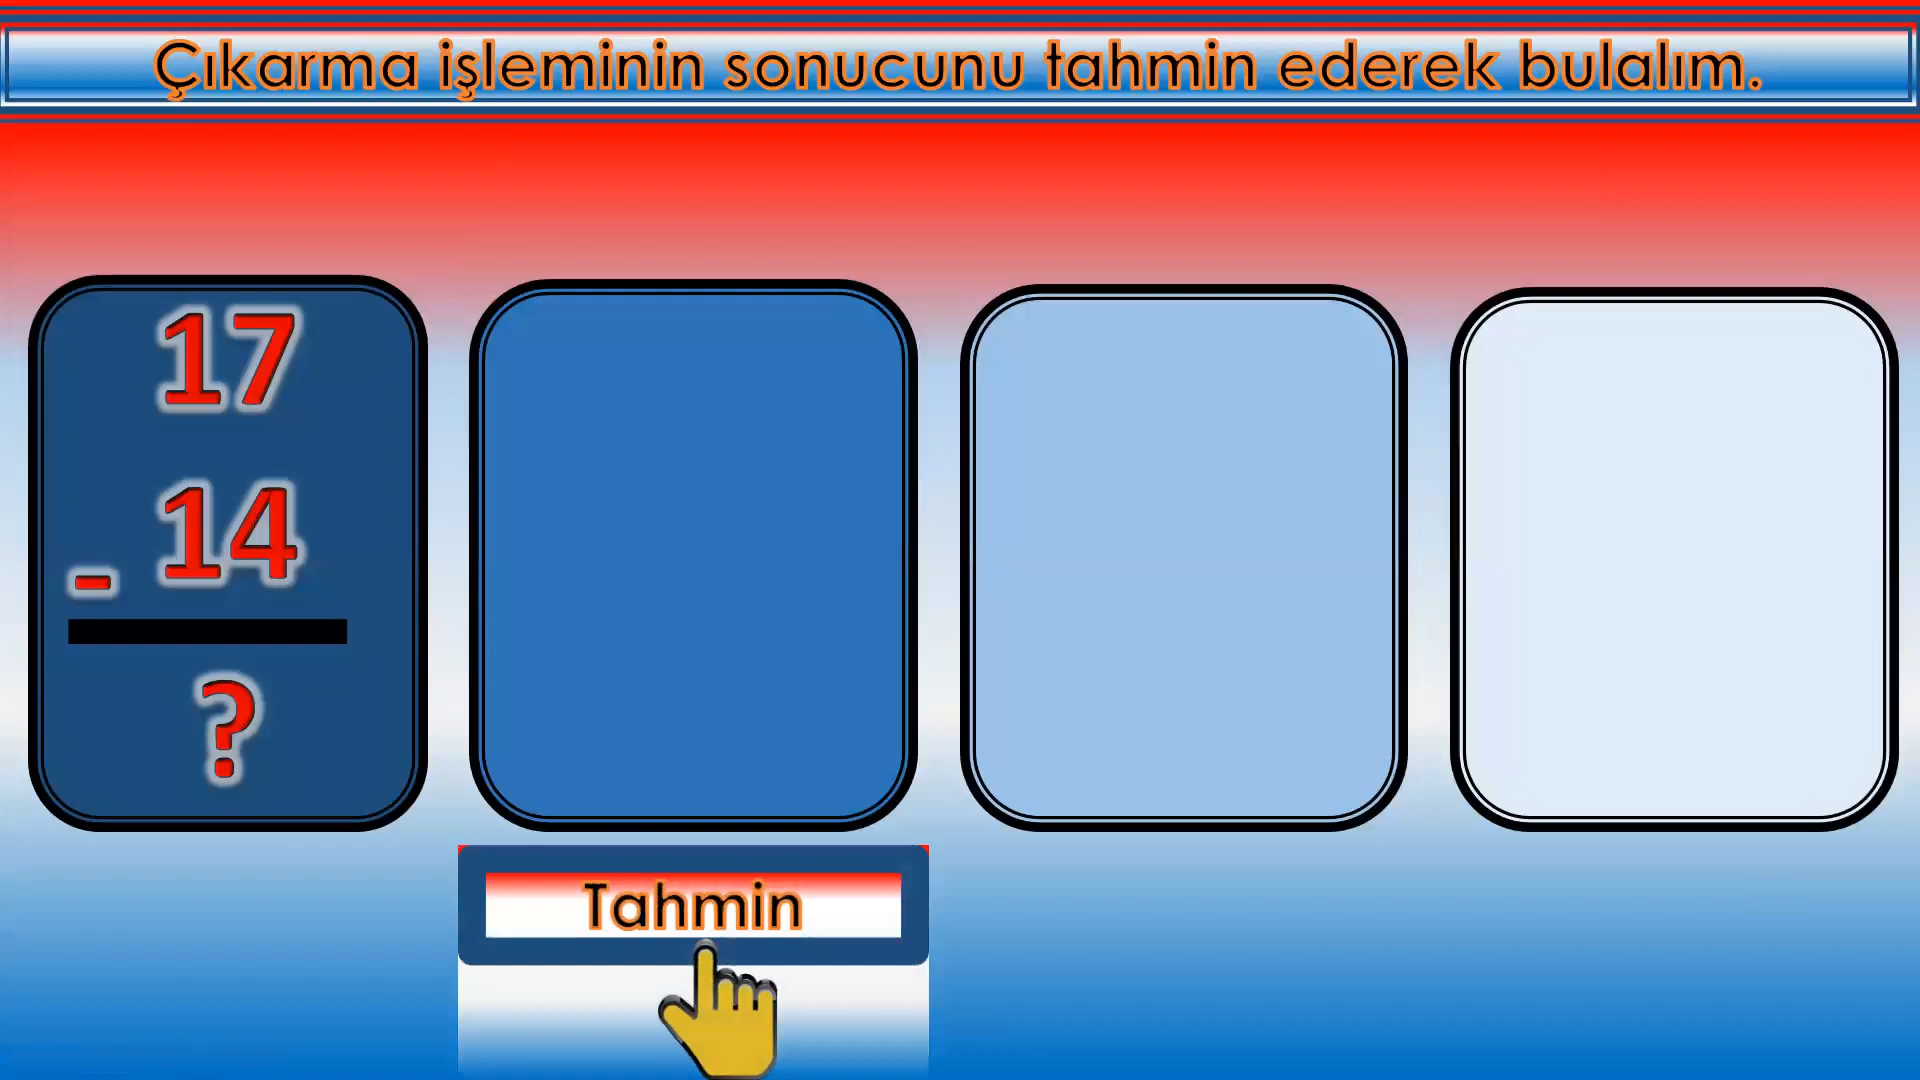 Çıkarma işleminin sonucunu tahmin ederek bulalım.
17
- 14
?
Tahmin